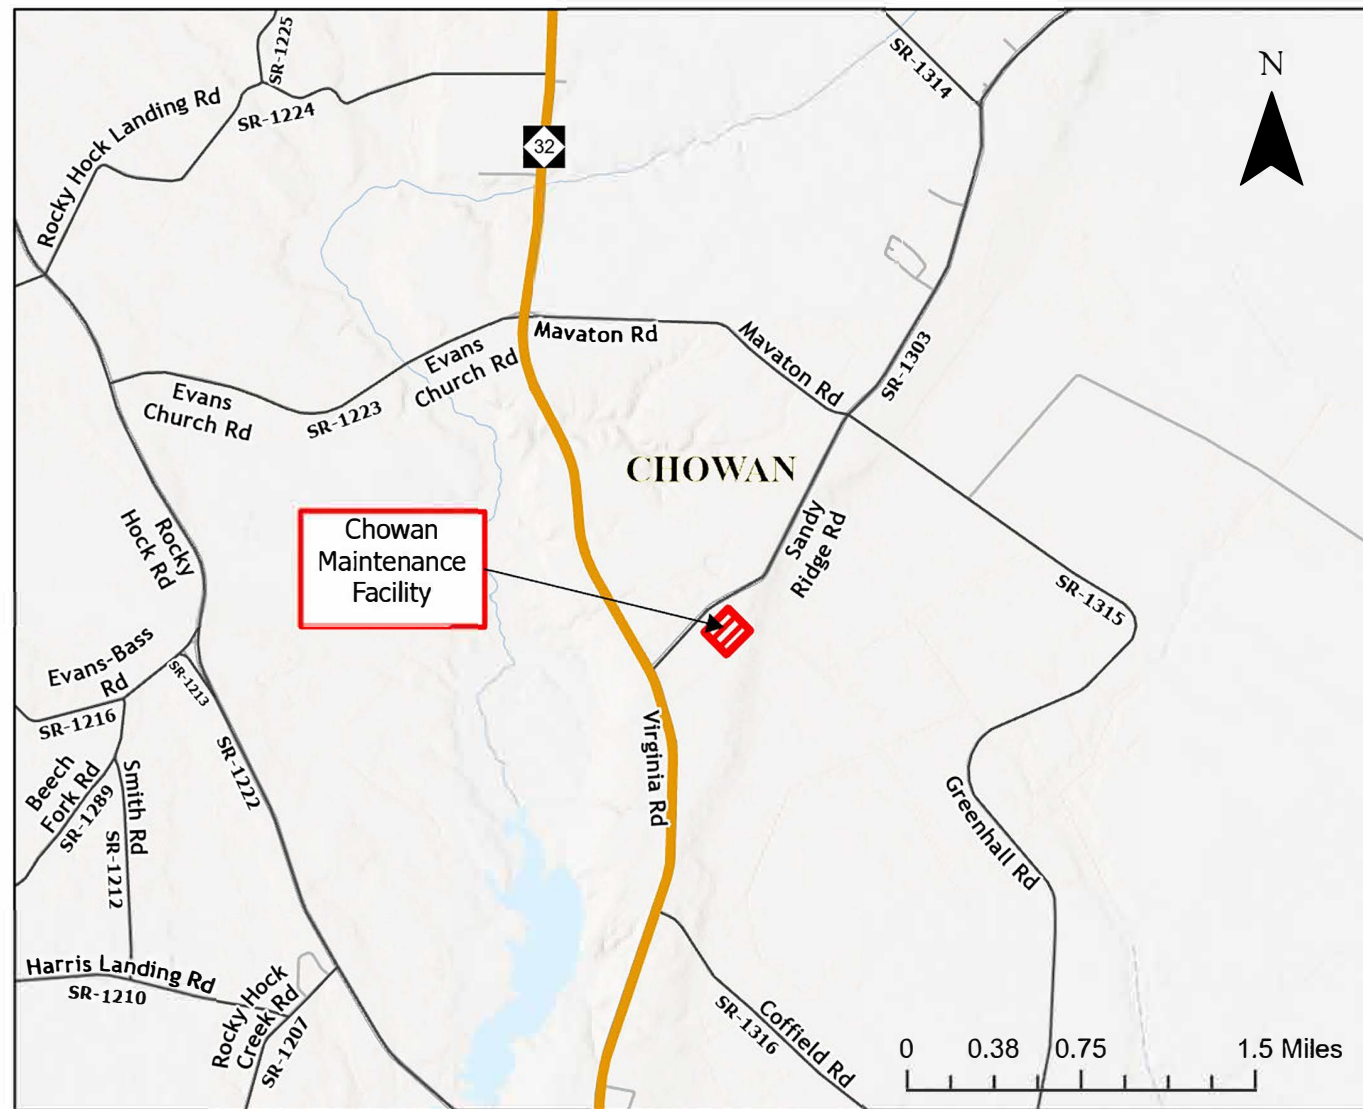 SR-1225
SR-1314
N
Rocky Hock Landing Rd
SR-1224
32
Mavaton Rd
Mavaton Rd
Evans
Church Rd
SR-1303
Evans
Church Rd
SR-1223
CHOWAN
Chowan
Maintenance
Facility
Rocky
Hock Rd
Sandy
Ridge Rd
SR-1315
Evans-Bass
Rd
SR-1213
SR-1216
SR-1222
Virginia Rd
Beech
Fork Rd
SR-1289
Smith Rd
SR-1212
Greenhall Rd
Harris Landing Rd
SR-1210
Rocky Hock
Creek Rd
SR-1207
Coffield Rd
SR-1316
0 0.38 0.75 1.5 Miles